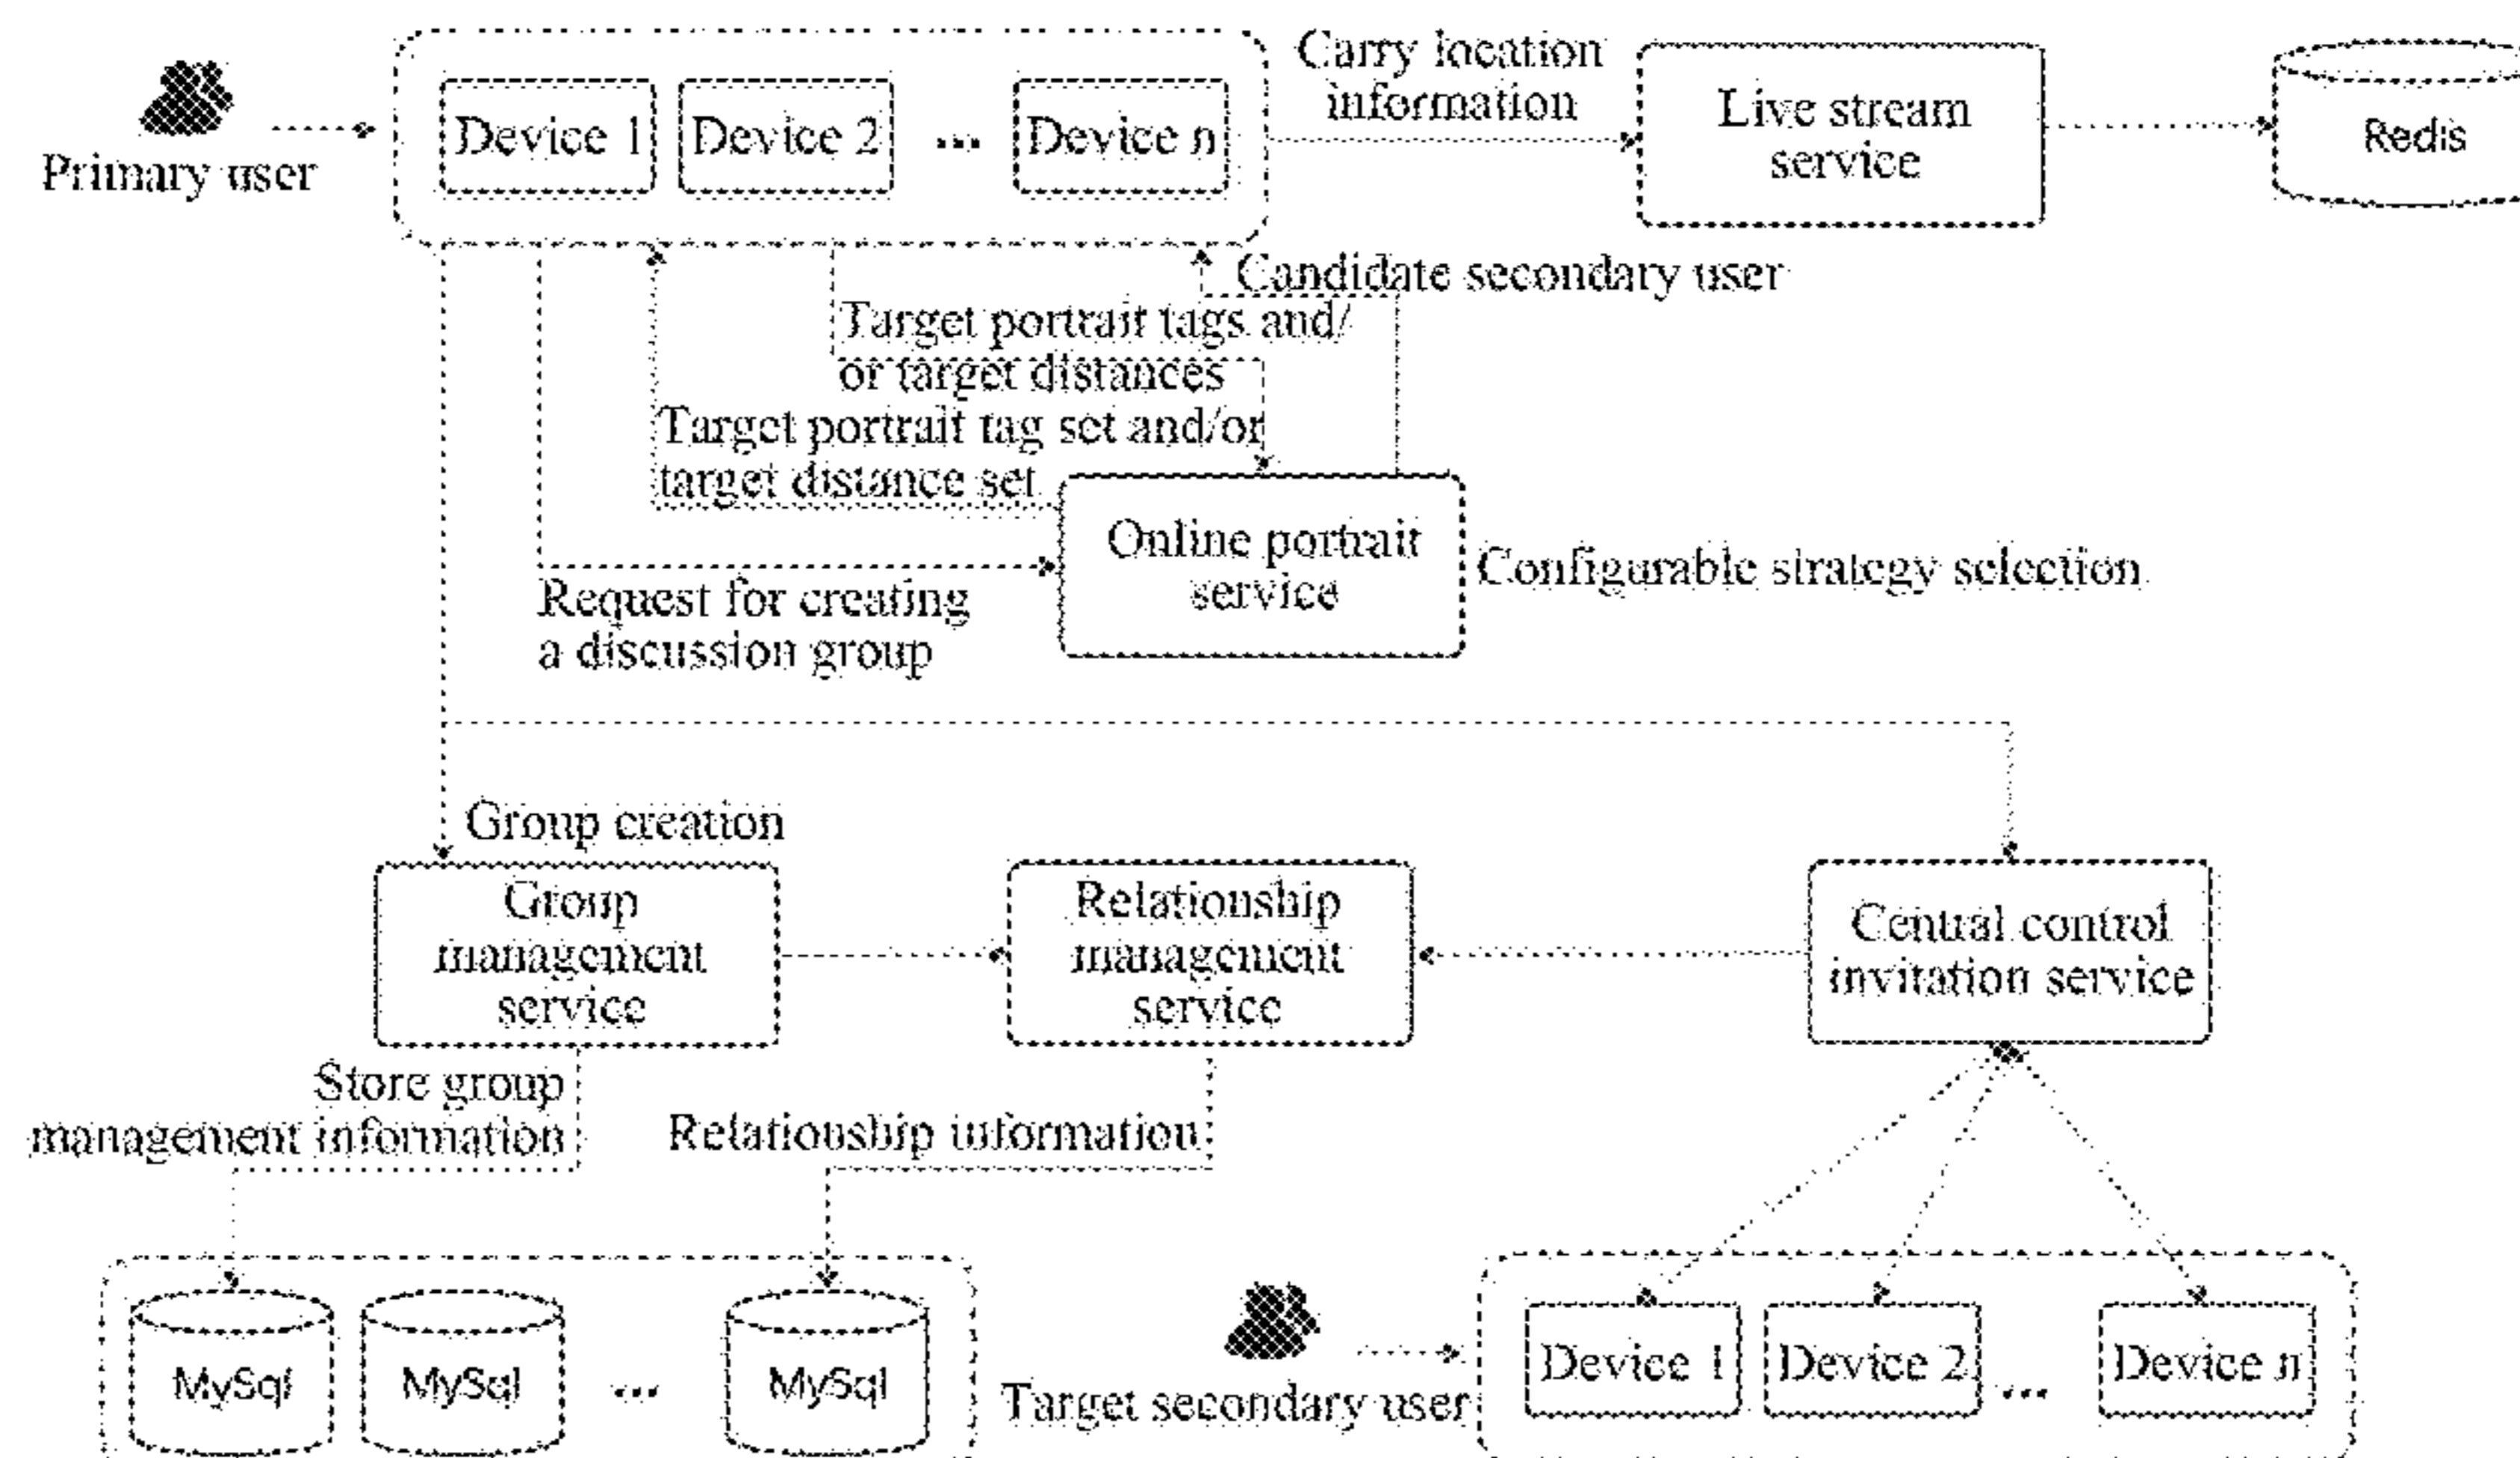 Primary user
Device 1
Device 2
...
Device n
Carry location
information
Live stream
service
Redis
Candidate secondary user
Target portrait tags and/
or target distances
Target portrait tag set and/or
target distance set
Online portrait
service
Configurable strategy selection
Request for creating
a discussion group
Group creation
Group
management
service
Relationship
management
service
Central control
invitation service
Store group
management information
Relationship information
MySql
MySql
...
MySql
Target secondary user
Device 1
Device 2
...
Device n